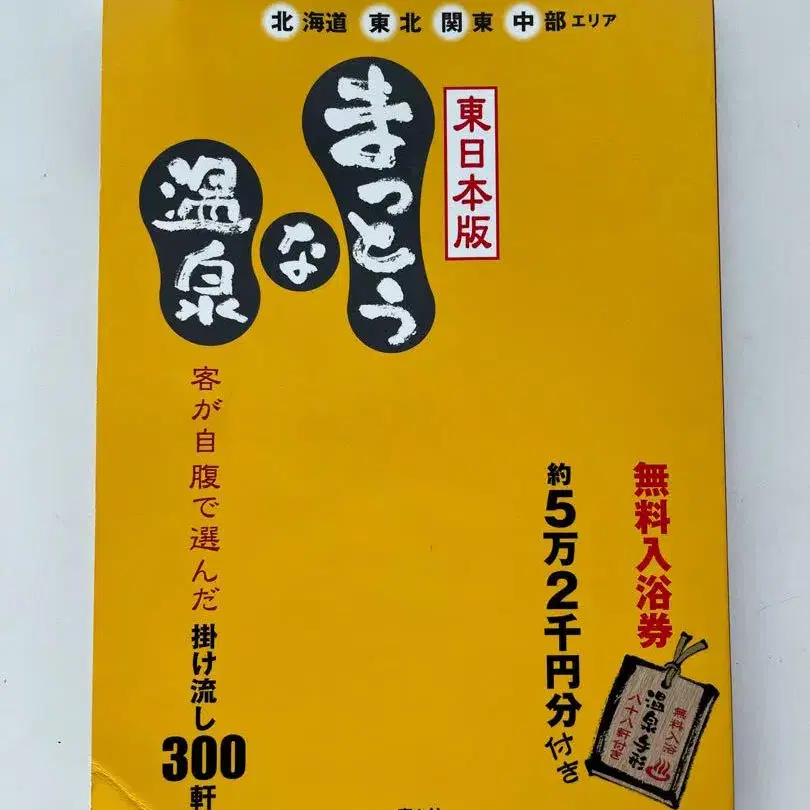 北海道 東北 関東 中部エリア
東日本版
まっとう
な
温泉
客が自腹で選んだ
掛け流し300軒
無料入浴券
約5万2千円分付き
無料入浴
温泉手形
八十八軒付き